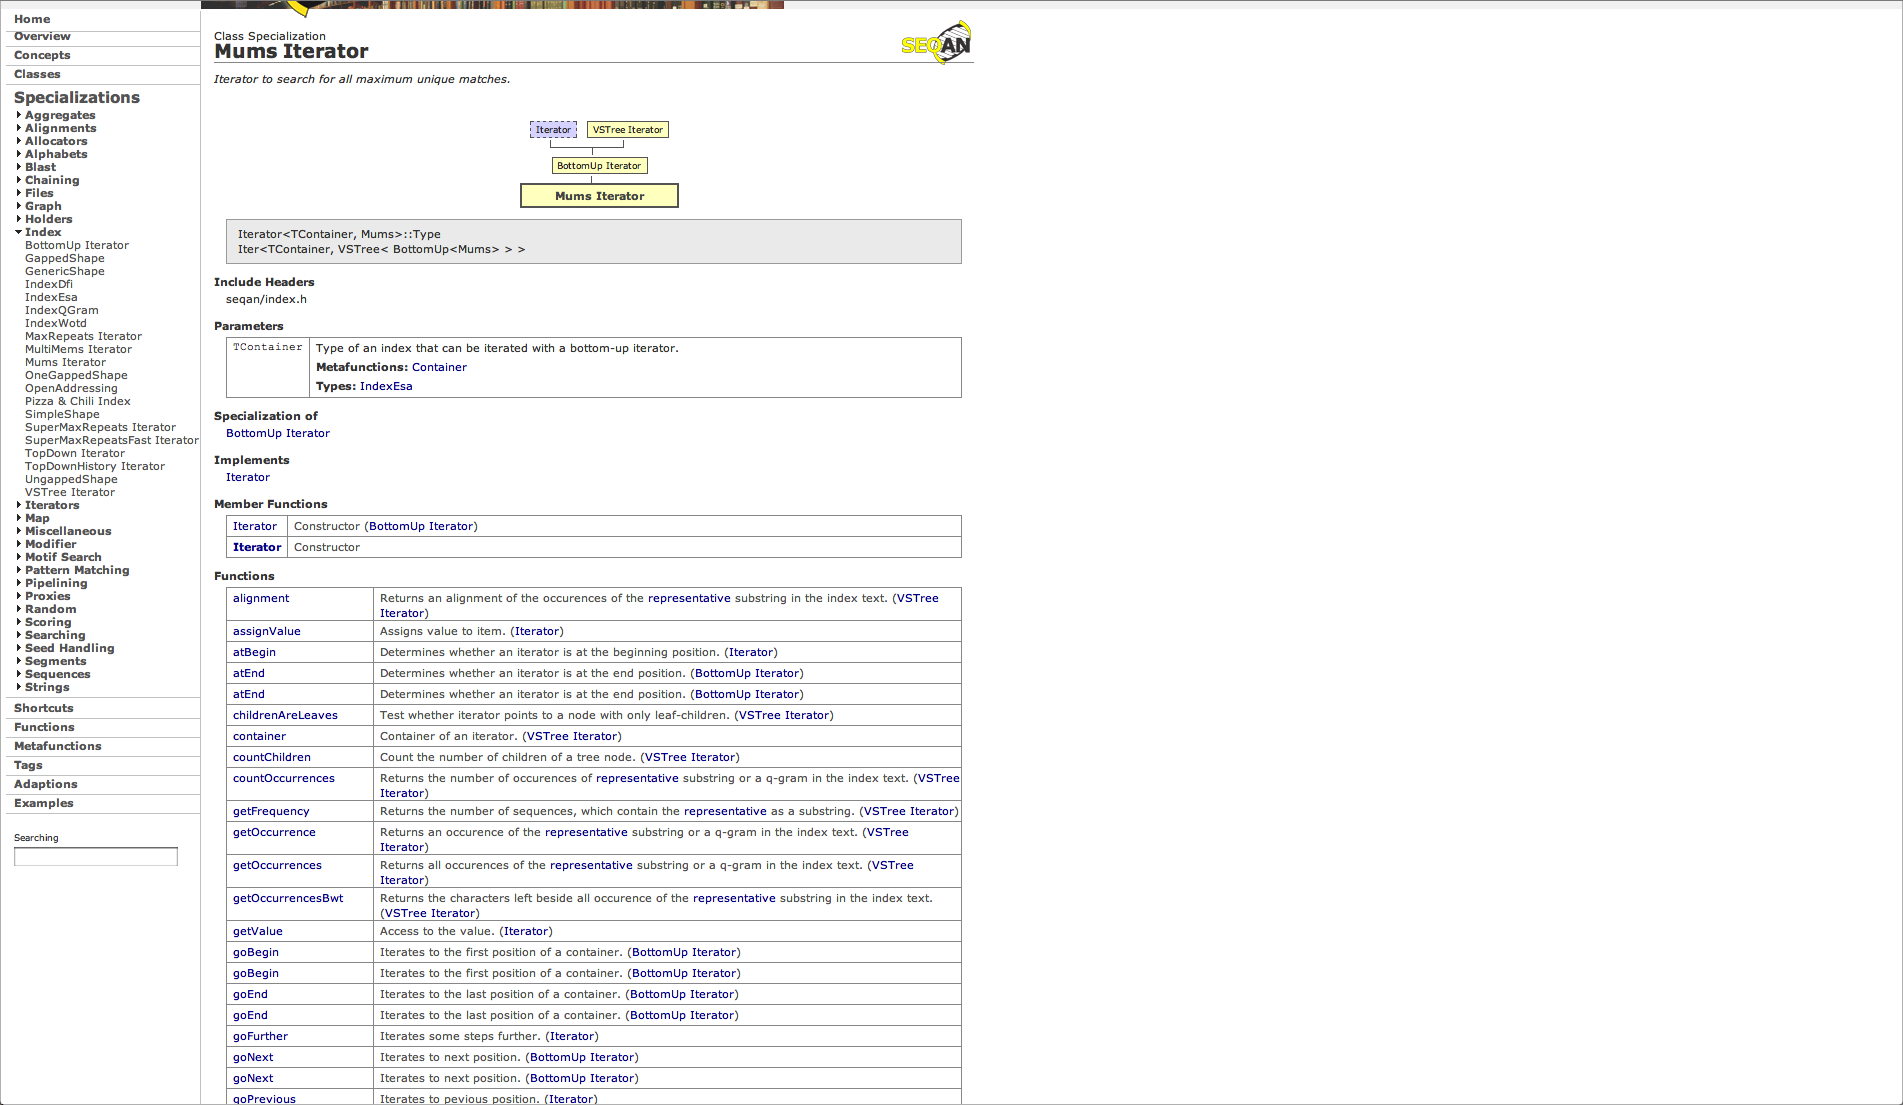 Home
Overview
Concepts
Classes
Specializations
Aggregates
Alignments
Allocators
Alphabets
Blast
Chaining
Files
Graph
Holders
Index
BottomUp Iterator
GappedShape
GenericShape
IndexDfi
IndexEsa
IndexQGram
IndexWotd
MaxRepeats Iterator
MultiMems Iterator
Mums Iterator
OneGappedShape
OpenAddressing
Pizza & Chili Index
SimpleShape
SuperMaxRepeats Iterator
SuperMaxRepeatsFast Iterator
TopDown Iterator
TopDownHistory Iterator
UngappedShape
VSTree Iterator
Iterators
Map
Miscellaneous
Modifier
Motif Search
Pattern Matching
Pipelining
Proxies
Random
Scoring
Searching
Seed Handling
Segments
Sequences
Strings
Shortcuts
Functions
Metafunctions
Tags
Adaptions
Examples
Searching
Class Specialization
Mums Iterator
SEQAN
Iterator to search for all maximum unique matches.
Iterator VSTree Iterator
BottomUp Iterator
Mums Iterator
Iterator<TContainer, Mums>::Type
Iter<TContainer, VSTree< BottomUp<Mums> > >
Include Headers
seqan/index.h
Parameters
TContainer Type of an index that can be iterated with a bottom-up iterator.
Metafunctions: Container
Types: IndexEsa
Specialization of
BottomUp Iterator
Implements
Iterator
Member Functions
Iterator Constructor (BottomUp Iterator)
Iterator Constructor
Functions
alignment Returns an alignment of the occurences of the representative substring in the index text. (VSTree
Iterator)
assignValue Assigns value to item. (Iterator)
atBegin Determines whether an iterator is at the beginning position. (Iterator)
atEnd Determines whether an iterator is at the end position. (BottomUp Iterator)
atEnd Determines whether an iterator is at the end position. (BottomUp Iterator)
childrenAreLeaves Test whether iterator points to a node with only leaf-children. (VSTree Iterator)
container Container of an iterator. (VSTree Iterator)
countChildren Count the number of children of a tree node. (VSTree Iterator)
countOccurrences Returns the number of occurences of representative substring or a q-gram in the index text. (VSTree
Iterator)
getFrequency Returns the number of sequences, which contain the representative as a substring. (VSTree Iterator)
getOccurrence Returns an occurence of the representative substring or a q-gram in the index text. (VSTree
Iterator)
getOccurrences Returns all occurences of the representative substring or a q-gram in the index text. (VSTree
Iterator)
getOccurrencesBwt Returns the characters left beside all occurence of the representative substring in the index text.
(VSTree Iterator)
getValue Access to the value. (Iterator)
goBegin Iterates to the first position of a container. (BottomUp Iterator)
goBegin Iterates to the first position of a container. (BottomUp Iterator)
goEnd Iterates to the last position of a container. (BottomUp Iterator)
goEnd Iterates to the last position of a container. (BottomUp Iterator)
goFurther Iterates some steps further. (Iterator)
goNext Iterates to next position. (BottomUp Iterator)
goNext Iterates to next position. (BottomUp Iterator)
goPrevious Iterates to pevious position. (Iterator)